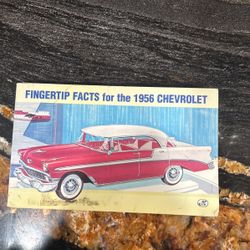 FINGERTIP FACTS for the 1956 CHEVROLET